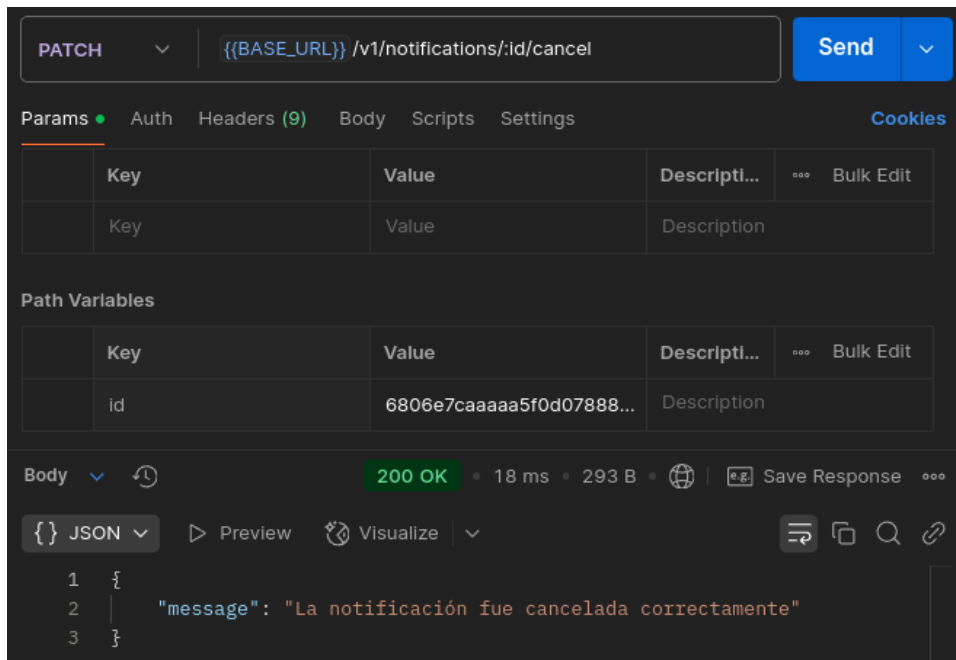 PATCH {{BASE_URL}} /v1/notifications/:id/cancel Send
Params Auth Headers (9) Body Scripts Settings Cookies
Key Value Descripti... Bulk Edit
Key Value Description
Path Variables
Key Value Descripti... Bulk Edit
id 6806e7caaaaa5f0d07888... Description
Body 200 OK 18 ms 293 B e.g. Save Response
{} JSON Preview Visualize
1 {
2 "message": "La notificación fue cancelada correctamente"
3 }